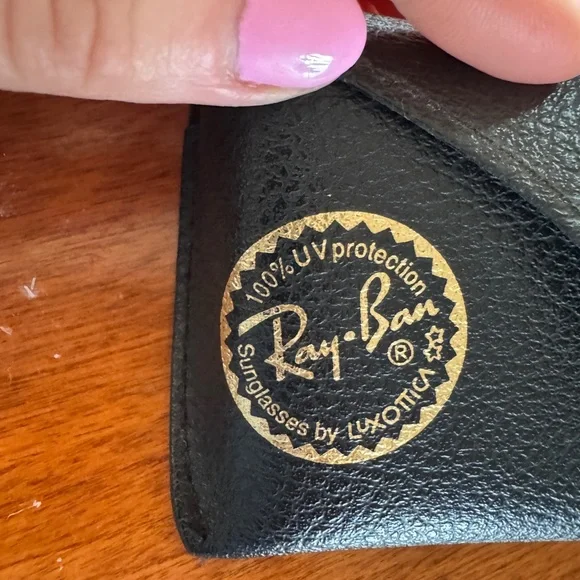 100% UV protection
Ray-Ban
®
Sunglasses by LUXOTTICA